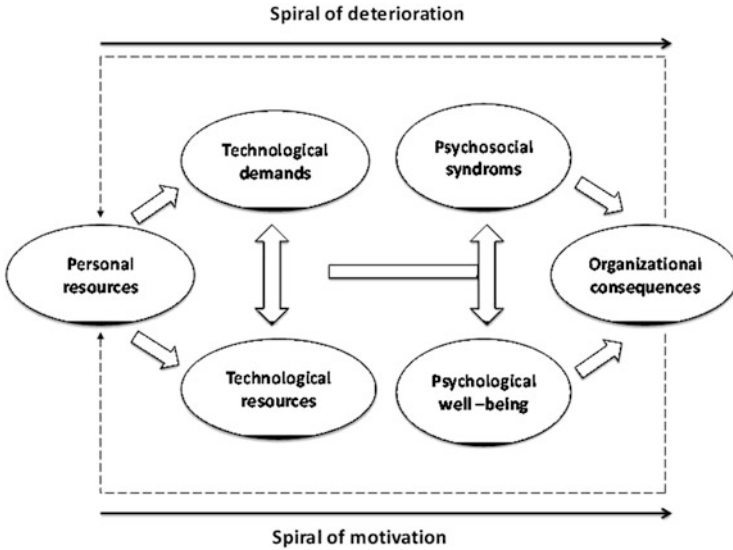 Spiral of deterioration
Technological
demands
Psychosocial
syndroms
Personal
resources
Organizational
consequences
Technological
resources
Psychological
well –being
Spiral of motivation